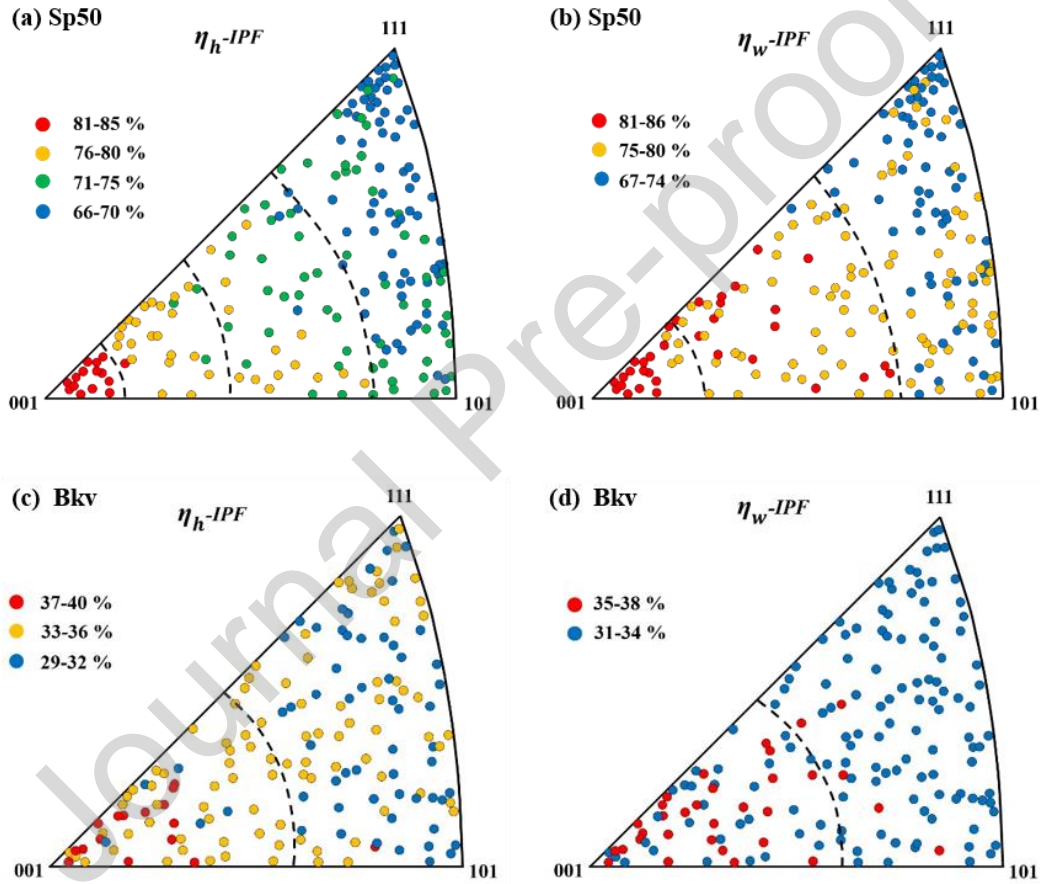 (a) Sp50
η_h-IPF
111
81-85 %
76-80 %
71-75 %
66-70 %
001
101
(b) Sp50
η_w-IPF
111
81-86 %
75-80 %
67-74 %
001
101
(c) Bkv
η_h-IPF
111
37-40 %
33-36 %
29-32 %
001
101
(d) Bkv
η_w-IPF
111
35-38 %
31-34 %
001
101
Journal Pre-proo